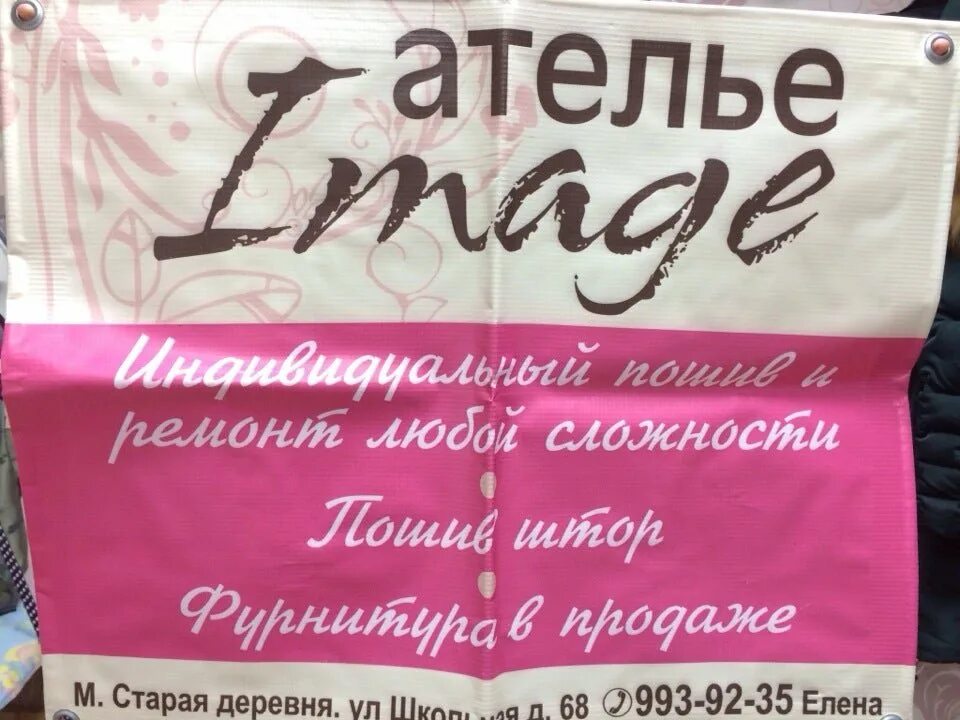 ателье
Image
Индивидуальный пошив и
ремонт любой сложности
Пошив штор
Фурнитура в продаже
М. Старая деревня. ул Школьная д. 68 ✆993-92-35 Елена